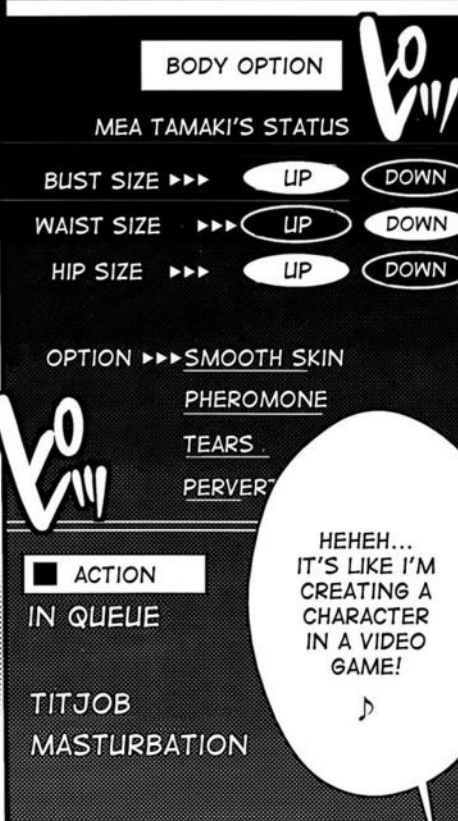 BODY OPTION
MEA TAMAKI'S STATUS
BUST SIZE ▸▸▸ UP DOWN
WAIST SIZE ▸▸▸ UP DOWN
HIP SIZE ▸▸▸ UP DOWN
OPTION ▸▸▸ SMOOTH SKIN
PHEROMONE
TEARS
HEHEH...
IT'S LIKE I'M
CREATING A
CHARACTER
IN A VIDEO
GAME!
♪
■ ACTION
IN QUEUE
TITJOB
MASTURBATION